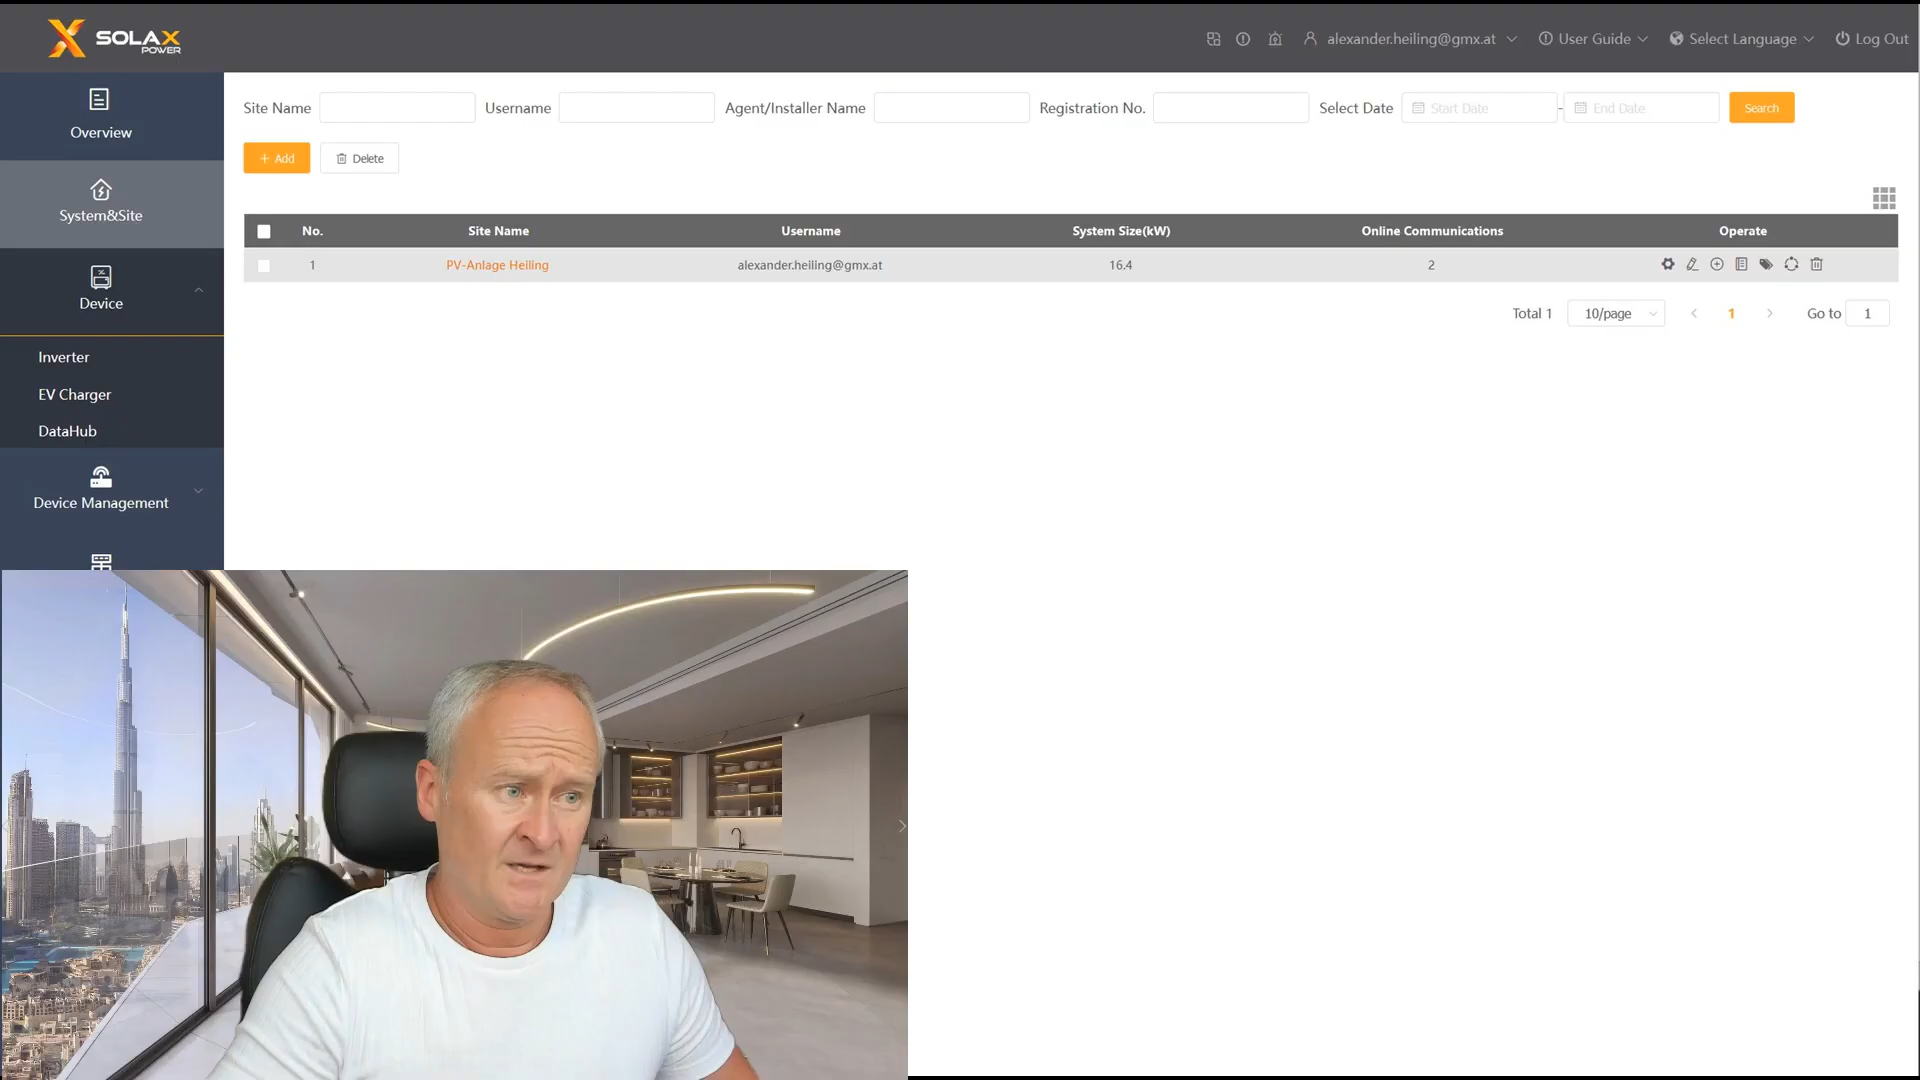 SOLAX
POWER
alexander.heiling@gmx.at
User Guide
Select Language
Log Out
Overview
System&Site
Device
Inverter
EV Charger
DataHub
Device Management
Site Name
Username
Agent/Installer Name
Registration No.
Select Date
Start Date
-
End Date
Search
+ Add
Delete
No. Site Name Username System Size(kW) Online Communications Operate
1 PV-Anlage Heiling alexander.heiling@gmx.at 16.4 2
Total 1 10/page < 1 > Go to 1